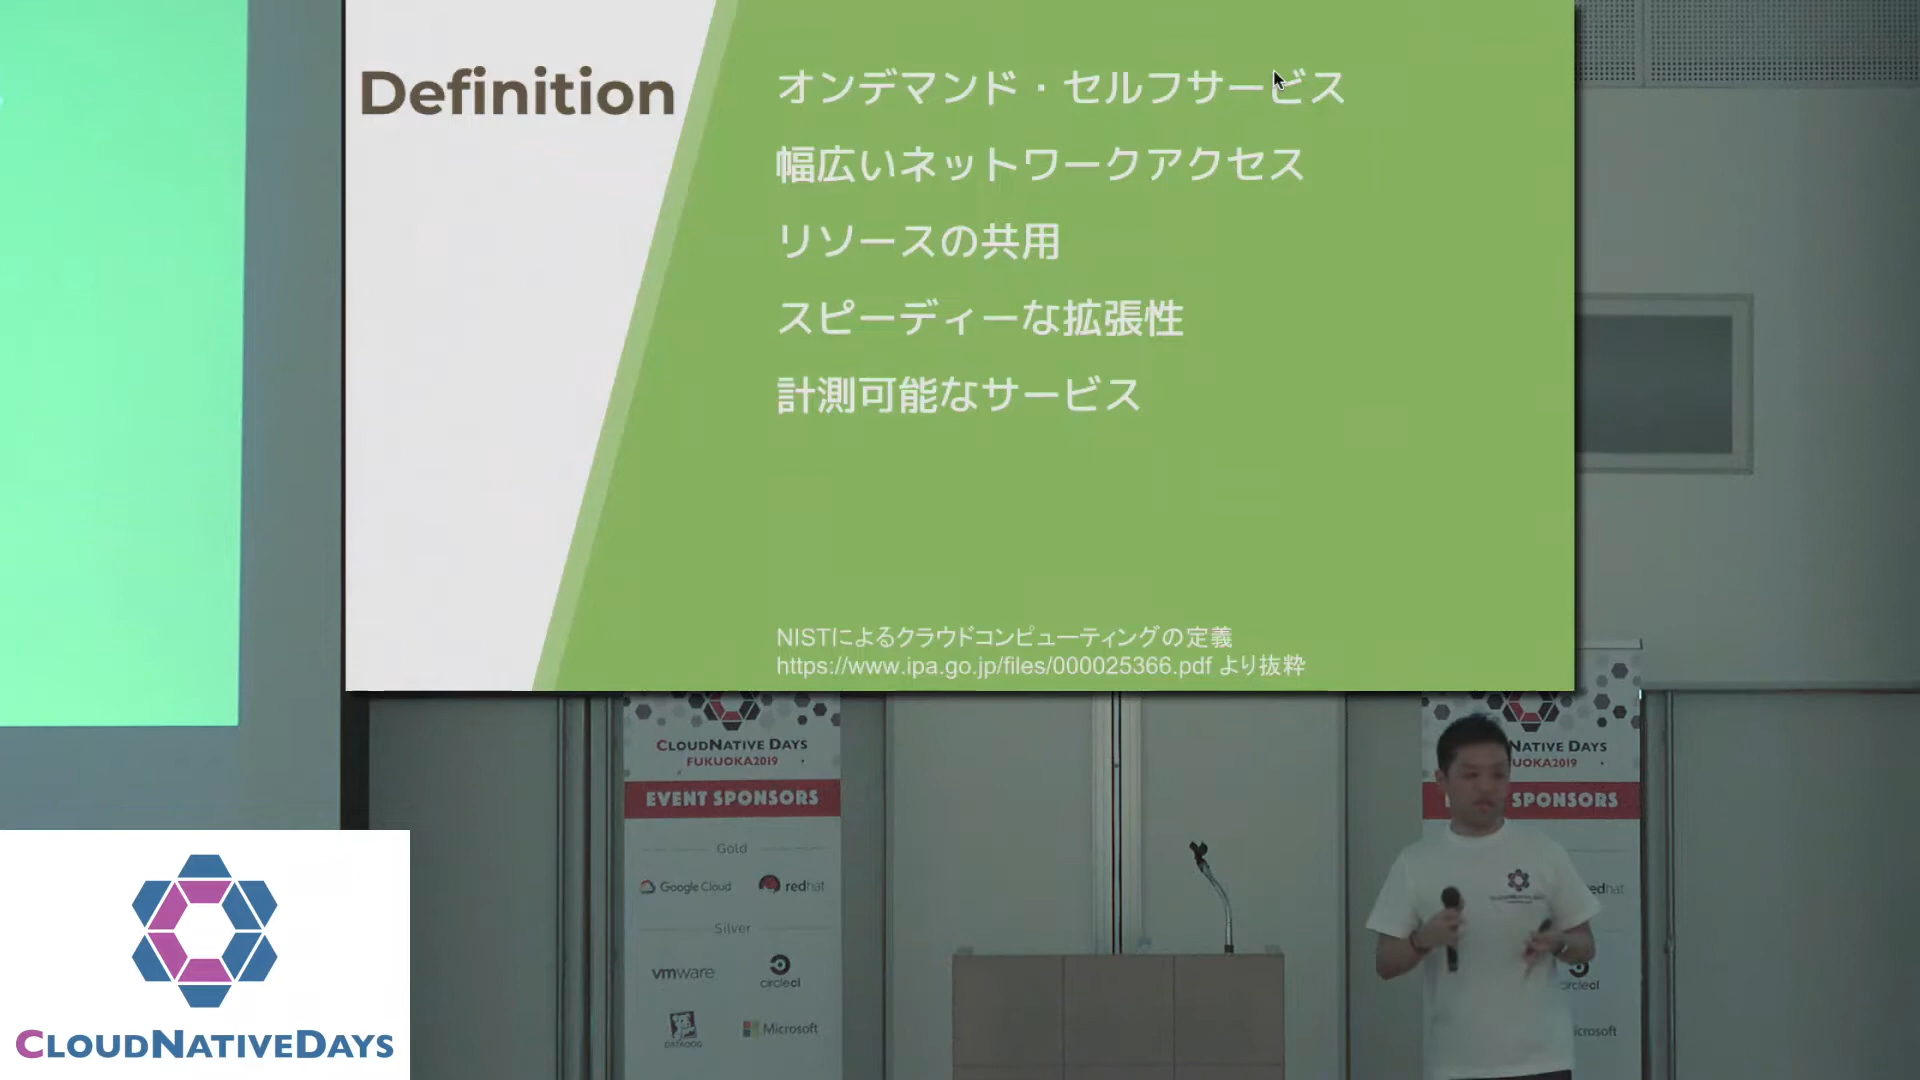 Definition
オンデマンド・セルフサービス
幅広いネットワークアクセス
リソースの共用
スピーディーな拡張性
計測可能なサービス
NISTによるクラウドコンピューティングの定義
https://www.ipa.go.jp/files/000025366.pdf より抜粋
CLOUDNATIVE DAYS
FUKUOKA2019
EVENT SPONSORS
Gold
Google Cloud
redhat
Silver
vmware
circleci
DATADOG
Microsoft
NATIVE DAYS
UOKA2019
SPONSORS
edhat
circleci
icrosoft
CLOUDNATIVEDAYS